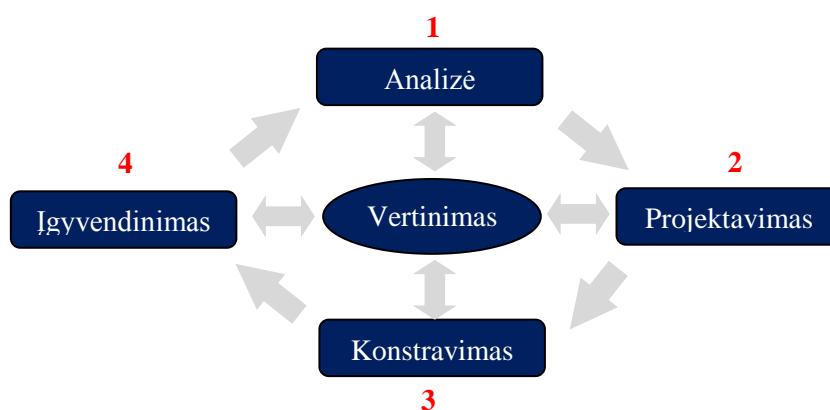 1
Analizė
4
2
Įgyvendinimas
Vertinimas
Projektavimas
Konstravimas
3